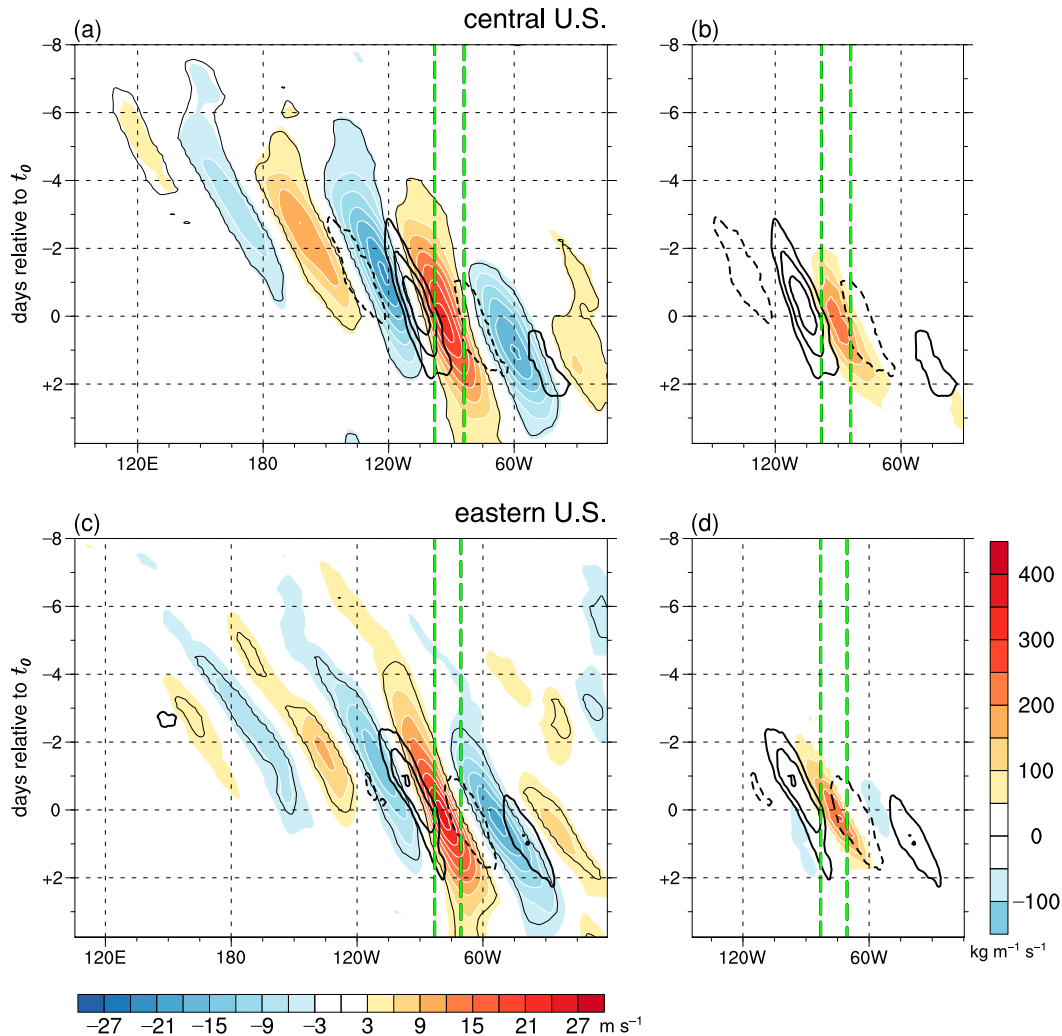 (a) central U.S. (b)
−8
−6
−4
−2
0
+2
days relative to t₀
120E 180 120W 60W
120W 60W
(c) eastern U.S. (d)
−8
−6
−4
−2
0
+2
days relative to t₀
120E 180 120W 60W
120W 60W
400
300
200
100
0
−100
kg m⁻¹ s⁻¹
−27 −21 −15 −9 −3 3 9 15 21 27 m s⁻¹